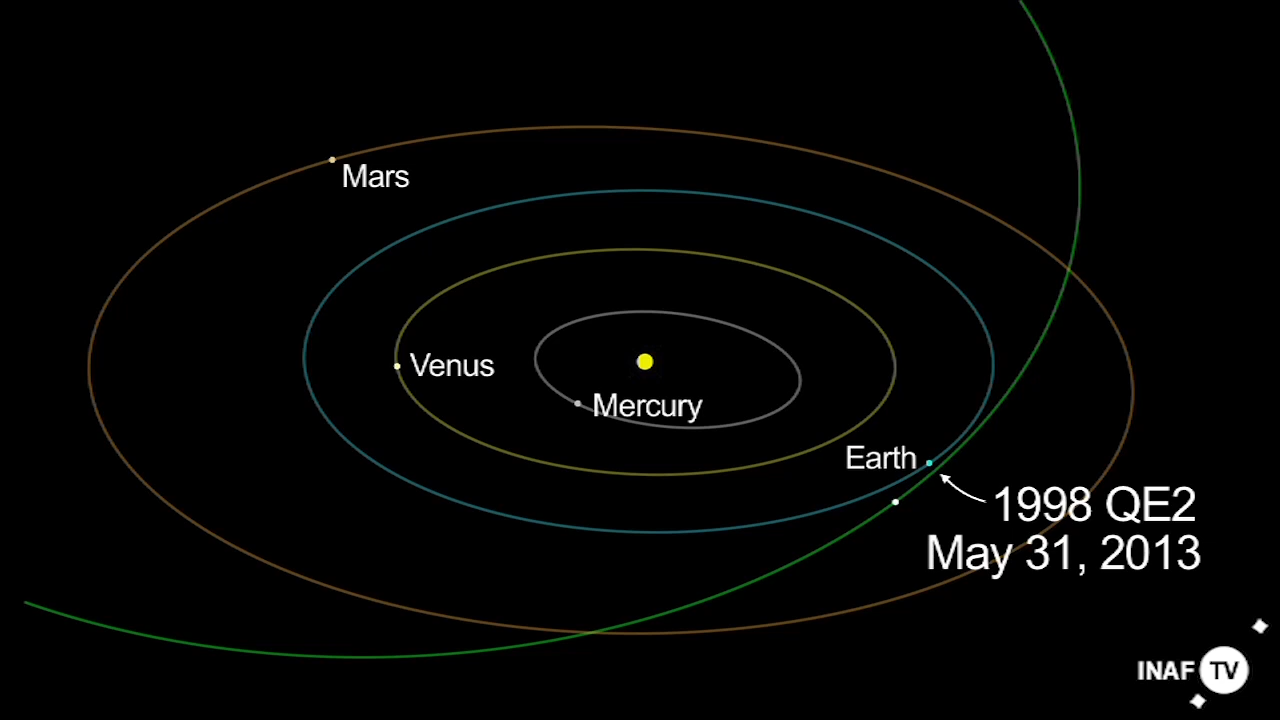 Mars
Venus
Mercury
Earth
1998 QE2
May 31, 2013
INAF TV